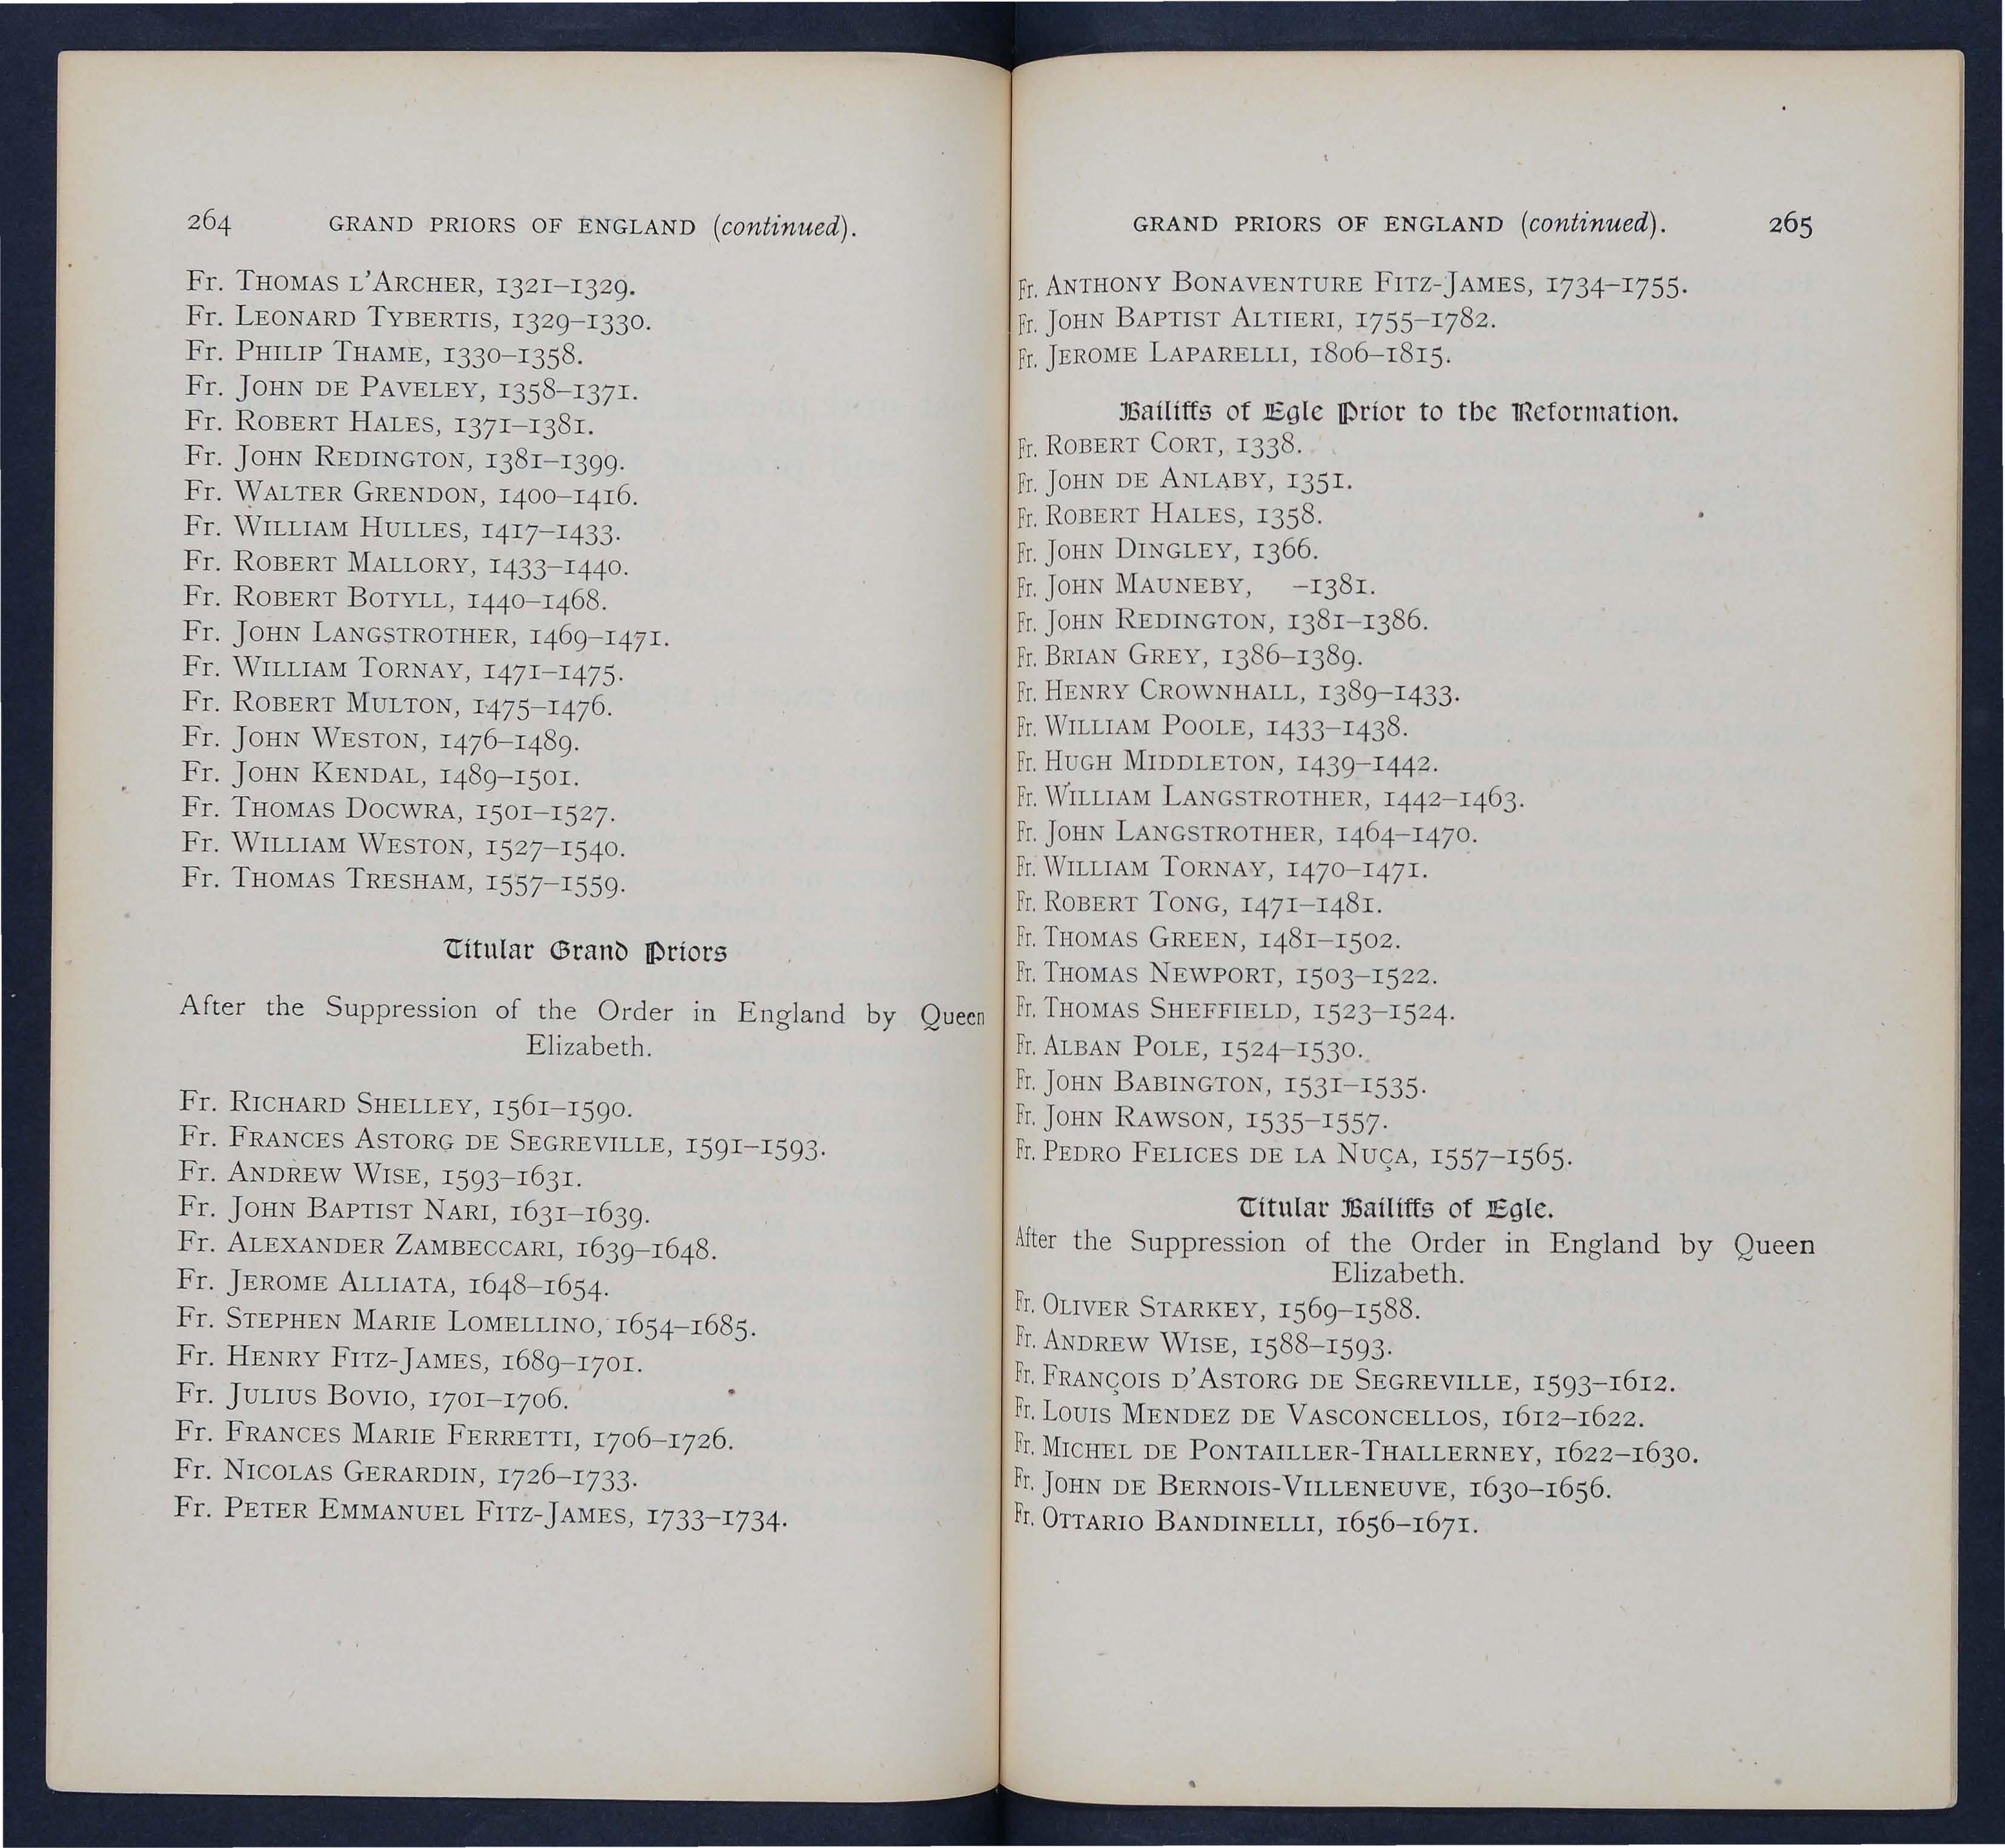 264 GRAND PRIORS OF ENGLAND (continued).
Fr. THOMAS L'ARCHER, 1321–1329.
Fr. LEONARD TYBERTIS, 1329–1330.
Fr. PHILIP THAME, 1330–1358.
Fr. JOHN DE PAVELEY, 1358–1371.
Fr. ROBERT HALES, 1371–1381.
Fr. JOHN REDINGTON, 1381–1399.
Fr. WALTER GRENDON, 1400–1416.
Fr. WILLIAM HULLES, 1417–1433.
Fr. ROBERT MALLORY, 1433–1440.
Fr. ROBERT BOTYLL, 1440–1468.
Fr. JOHN LANGSTROTHER, 1469–1471.
Fr. WILLIAM TORNAY, 1471–1475.
Fr. ROBERT MULTON, 1475–1476.
Fr. JOHN WESTON, 1476–1489.
Fr. JOHN KENDAL, 1489–1501.
Fr. THOMAS DOCWRA, 1501–1527.
Fr. WILLIAM WESTON, 1527–1540.
Fr. THOMAS TRESHAM, 1557–1559.
Titular Grand Priors
After the Suppression of the Order in England by Queen
Elizabeth.
Fr. RICHARD SHELLEY, 1561–1590.
Fr. FRANCES ASTORG DE SEGREVILLE, 1591–1593.
Fr. ANDREW WISE, 1593–1631.
Fr. JOHN BAPTIST NARI, 1631–1639.
Fr. ALEXANDER ZAMBECCARI, 1639–1648.
Fr. JEROME ALLIATA, 1648–1654.
Fr. STEPHEN MARIE LOMELLINO, 1654–1685.
Fr. HENRY FITZ-JAMES, 1689–1701.
Fr. JULIUS BOVIO, 1701–1706.
Fr. FRANCES MARIE FERRETTI, 1706–1726.
Fr. NICOLAS GERARDIN, 1726–1733.
Fr. PETER EMMANUEL FITZ-JAMES, 1733–1734.
GRAND PRIORS OF ENGLAND (continued). 265
Fr. ANTHONY BONAVENTURE FITZ-JAMES, 1734–1755.
Fr. JOHN BAPTIST ALTIERI, 1755–1782.
Fr. JEROME LAPARELLI, 1806–1815.
Bailiffs of Egle Prior to the Reformation.
Fr. ROBERT CORT, 1338.
Fr. JOHN DE ANLABY, 1351.
Fr. ROBERT HALES, 1358.
Fr. JOHN DINGLEY, 1366.
Fr. JOHN MAUNEBY, –1381.
Fr. JOHN REDINGTON, 1381–1386.
Fr. BRIAN GREY, 1386–1389.
Fr. HENRY CROWNHALL, 1389–1433.
Fr. WILLIAM POOLE, 1433–1438.
Fr. HUGH MIDDLETON, 1439–1442.
Fr. WILLIAM LANGSTROTHER, 1442–1463.
Fr. JOHN LANGSTROTHER, 1464–1470.
Fr. WILLIAM TORNAY, 1470–1471.
Fr. ROBERT TONG, 1471–1481.
Fr. THOMAS GREEN, 1481–1502.
Fr. THOMAS NEWPORT, 1503–1522.
Fr. THOMAS SHEFFIELD, 1523–1524.
Fr. ALBAN POLE, 1524–1530.
Fr. JOHN BABINGTON, 1531–1535.
Fr. JOHN RAWSON, 1535–1557.
Fr. PEDRO FELICES DE LA NUÇA, 1557–1565.
Titular Bailiffs of Egle.
After the Suppression of the Order in England by Queen
Elizabeth.
Fr. OLIVER STARKEY, 1569–1588.
Fr. ANDREW WISE, 1588–1593.
Fr. FRANÇOIS D'ASTORG DE SEGREVILLE, 1593–1612.
Fr. LOUIS MENDEZ DE VASCONCELLOS, 1612–1622.
Fr. MICHEL DE PONTAILLER-THALLERNEY, 1622–1630.
Fr. JOHN DE BERNOIS-VILLENEUVE, 1630–1656.
Fr. OTTARIO BANDINELLI, 1656–1671.